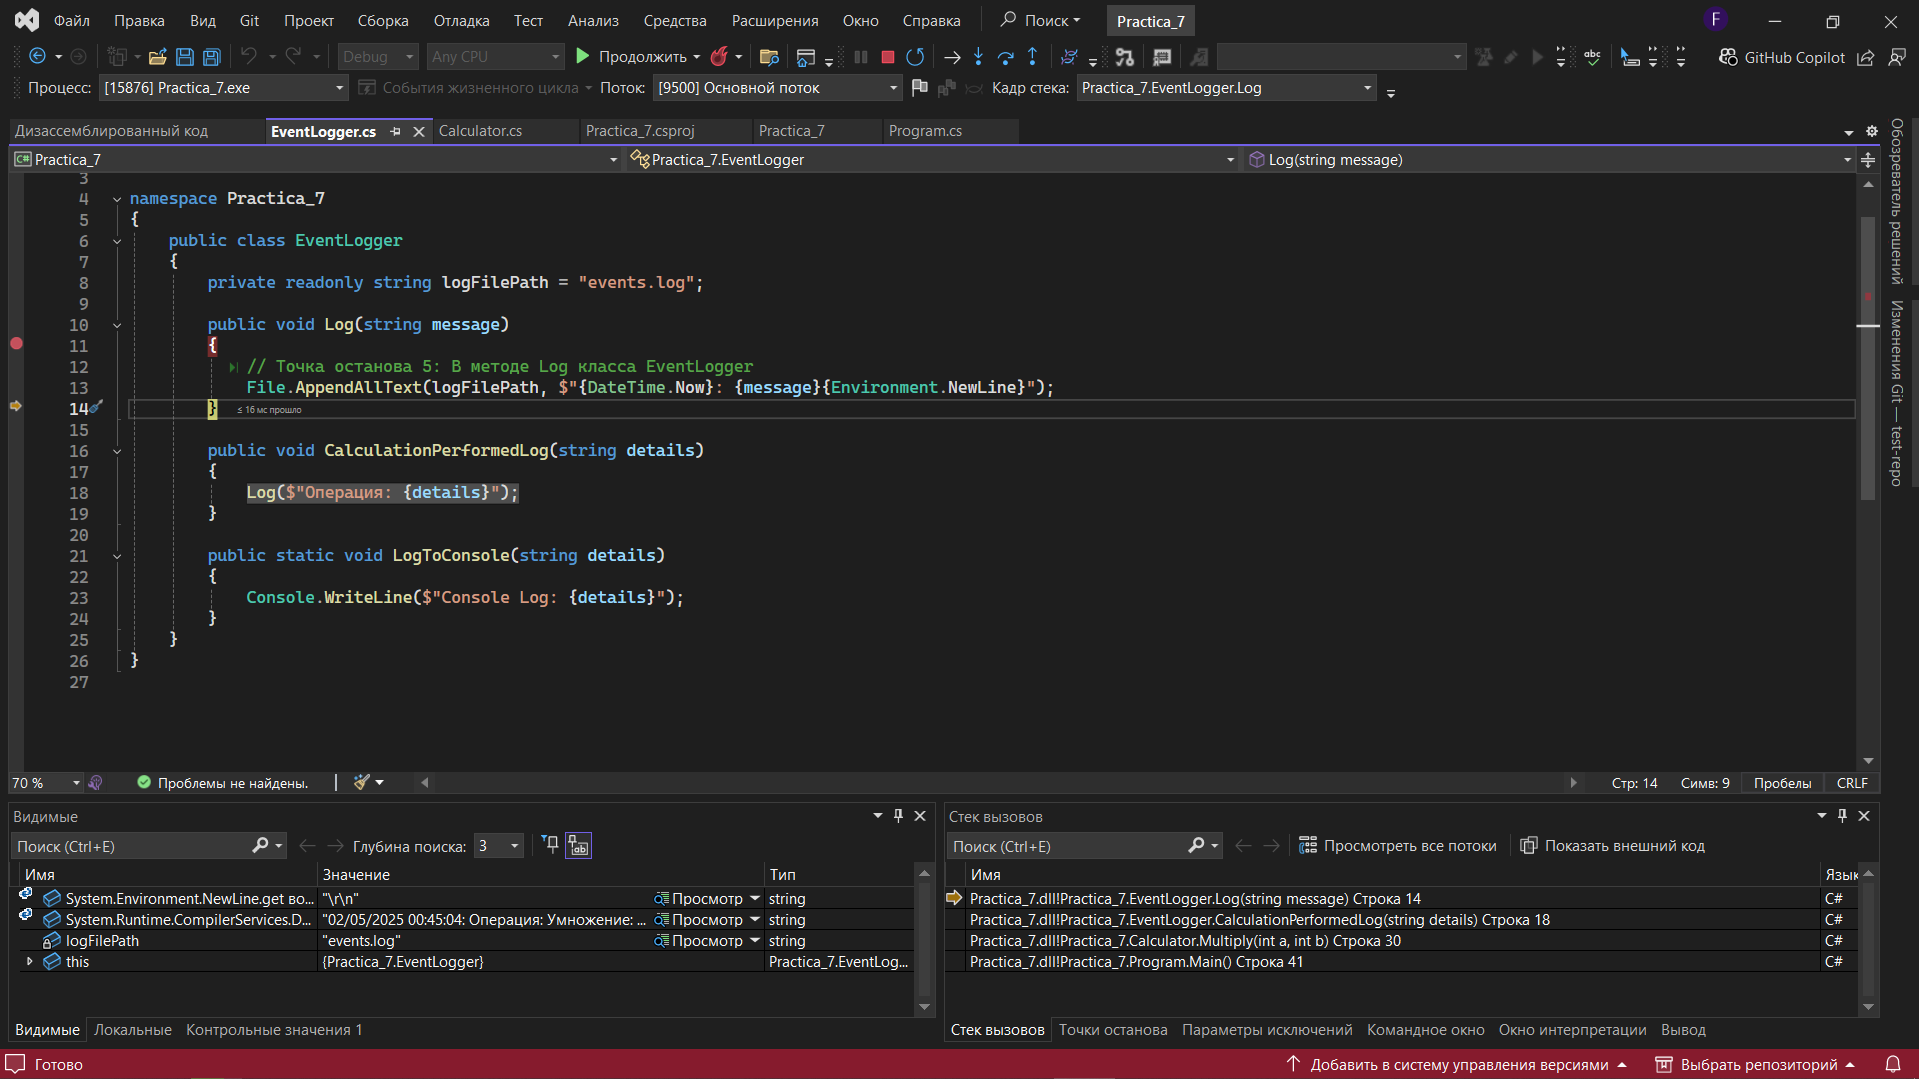 Файл Правка Вид Git Проект Сборка Отладка Тест Анализ Средства Расширения Окно Справка Поиск Practica_7 F
Debug Any CPU Продолжить GitHub Copilot
Процесс: [15876] Practica_7.exe События жизненного цикла Поток: [9500] Основной поток Кадр стека: Practica_7.EventLogger.Log
Дизассемблированный код EventLogger.cs Calculator.cs Practica_7.csproj Practica_7 Program.cs
C# Practica_7 Practica_7.EventLogger Log(string message)
3
4 namespace Practica_7
5 {
6 public class EventLogger
7 {
8 private readonly string logFilePath = "events.log";
9
10 public void Log(string message)
11 {
12 // Точка останова 5: В методе Log класса EventLogger
13 File.AppendAllText(logFilePath, $"{DateTime.Now}: {message}{Environment.NewLine}");
14 } ≤ 16 мс прошло
15
16 public void CalculationPerformedLog(string details)
17 {
18 Log($"Операция: {details}");
19 }
20
21 public static void LogToConsole(string details)
22 {
23 Console.WriteLine($"Console Log: {details}");
24 }
25 }
26 }
27
Обозреватель решений
Изменения Git — test-repo
70 % Проблемы не найдены. Стр: 14 Симв: 9 Пробелы CRLF
Видимые
Поиск (Ctrl+E) Глубина поиска: 3
Имя Значение Тип
System.Environment.NewLine.get во... "\r\n" Просмотр string
System.Runtime.CompilerServices.D... "02/05/2025 00:45:04: Операция: Умножение: ... Просмотр string
logFilePath "events.log" Просмотр string
this {Practica_7.EventLogger} Practica_7.EventLog...
Видимые Локальные Контрольные значения 1
Стек вызовов
Поиск (Ctrl+E) Просмотреть все потоки Показать внешний код
Имя Язык
Practica_7.dll!Practica_7.EventLogger.Log(string message) Строка 14 C#
Practica_7.dll!Practica_7.EventLogger.CalculationPerformedLog(string details) Строка 18 C#
Practica_7.dll!Practica_7.Calculator.Multiply(int a, int b) Строка 30 C#
Practica_7.dll!Practica_7.Program.Main() Строка 41 C#
Стек вызовов Точки останова Параметры исключений Командное окно Окно интерпретации Вывод
Готово Добавить в систему управления версиями Выбрать репозиторий